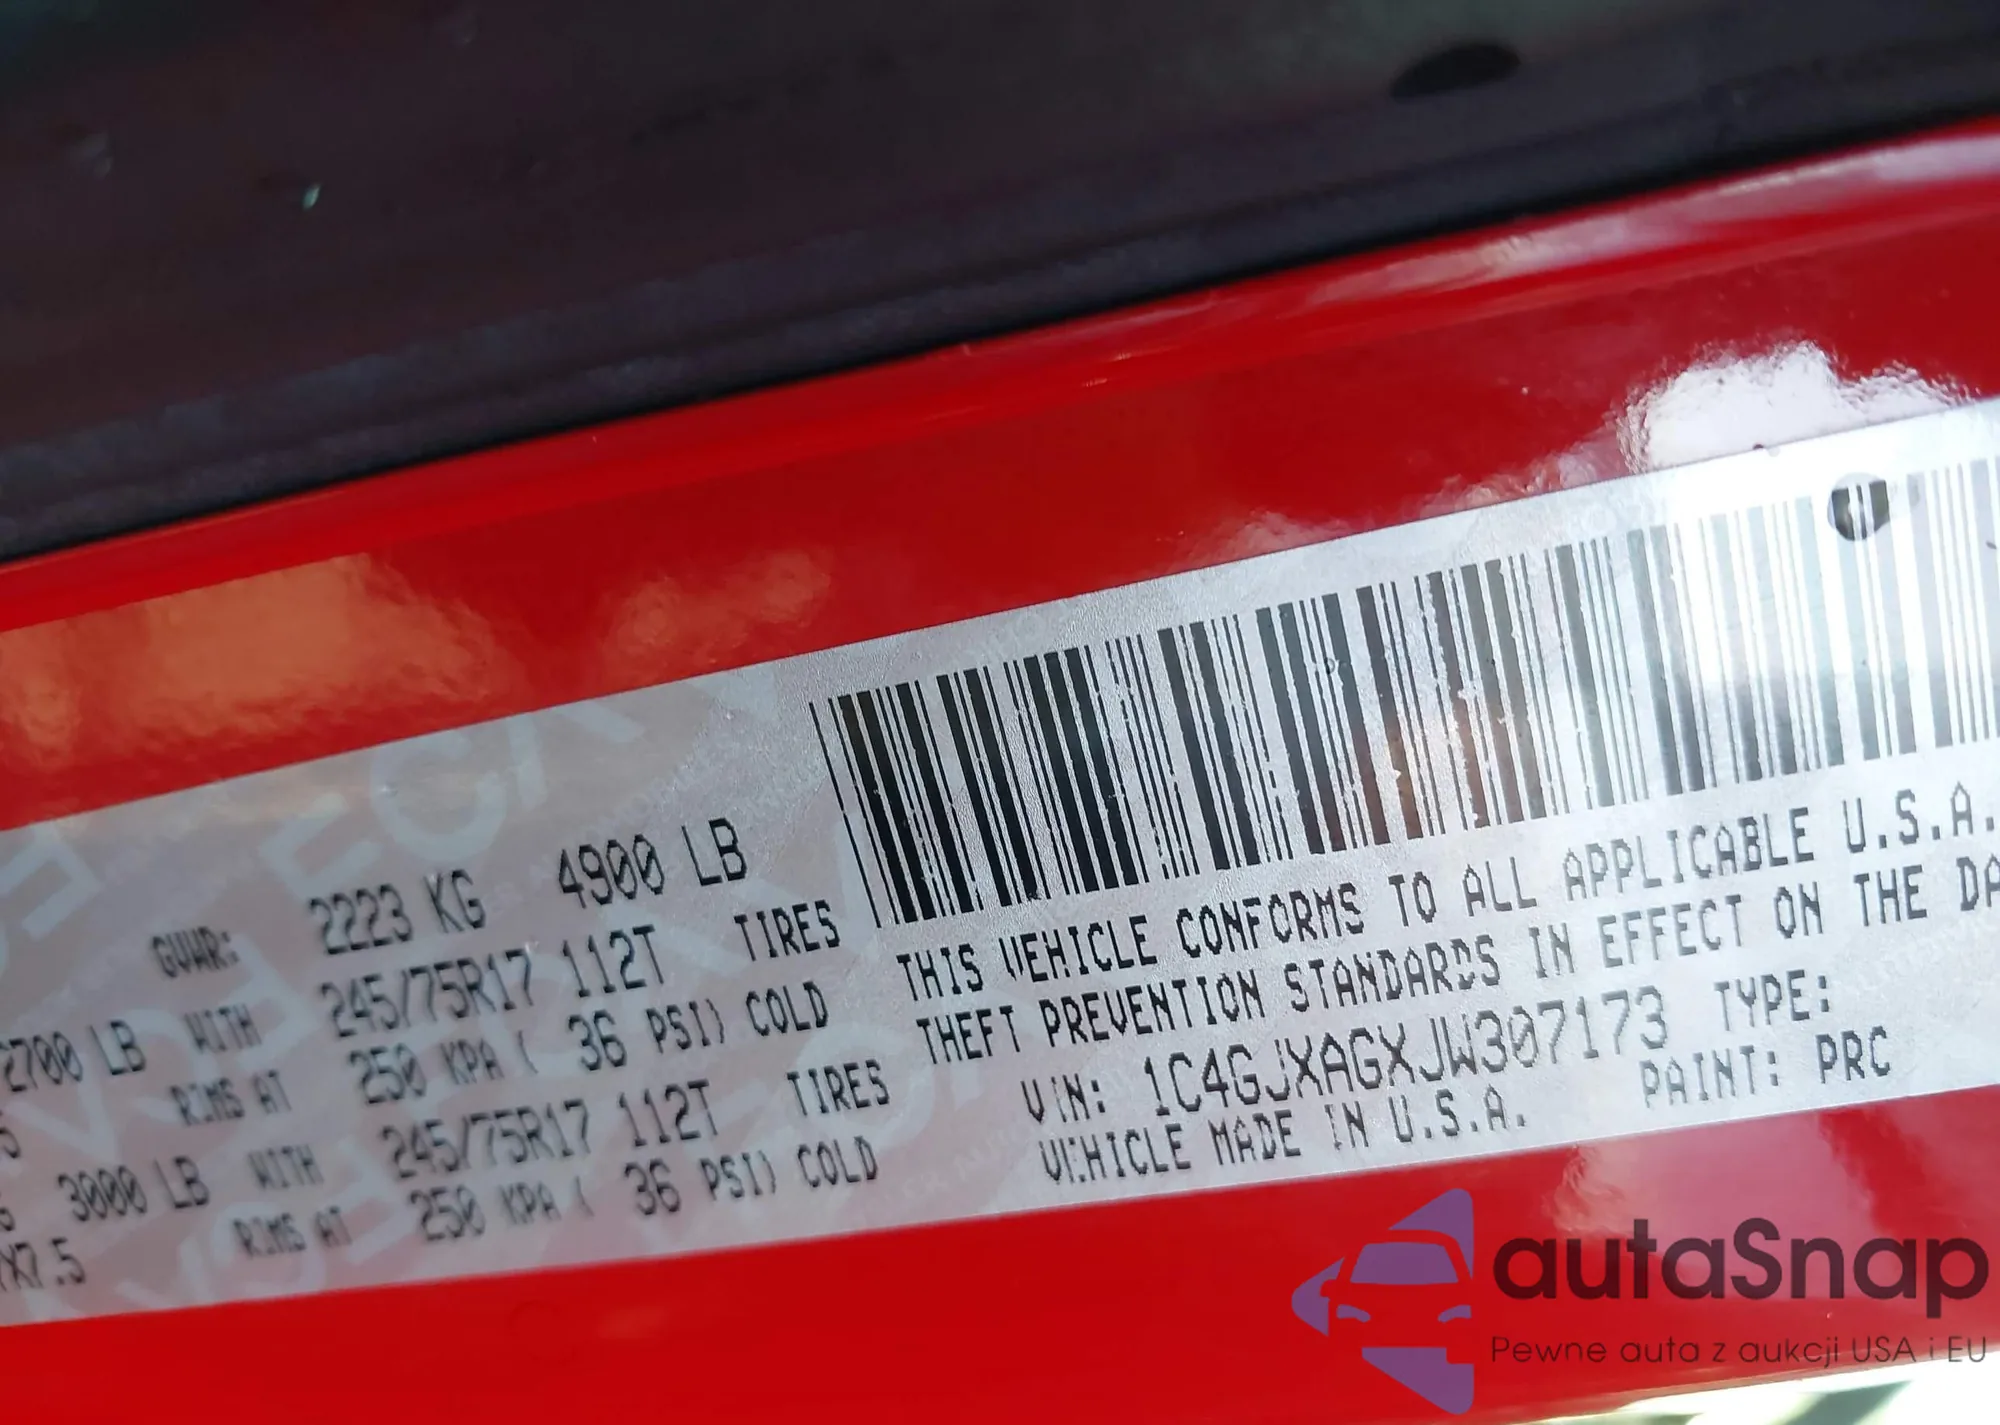 GVWR: 2223 KG 4900 LB
2700 LB WITH 245/75R17 112T TIRES
RIMS AT 250 KPA ( 36 PSI) COLD
3000 LB WITH 245/75R17 112T TIRES
X7.5 RIMS AT 250 KPA ( 36 PSI) COLD
THIS VEHICLE CONFORMS TO ALL APPLICABLE U.S.A.
THEFT PREVENTION STANDARDS IN EFFECT ON THE DA
VIN: 1C4GJXAGXJW307173 TYPE:
VEHICLE MADE IN U.S.A. PAINT: PRC
autaSnap
Pewne auta z aukcji USA i EU